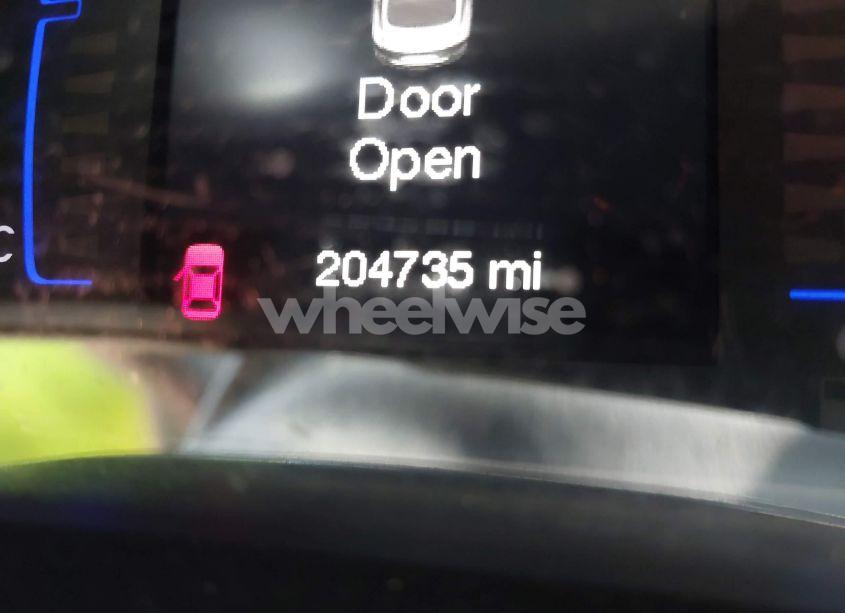 Door
Open
C
204735 mi
wheelwise